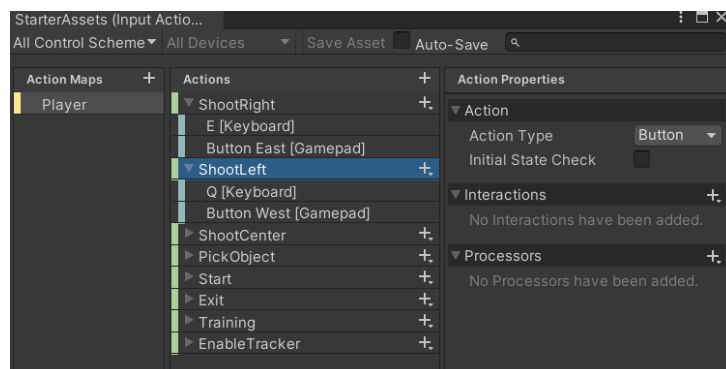 StarterAssets (Input Actio...
All Control Scheme All Devices Save Asset Auto-Save
Action Maps + Actions + Action Properties
Player
ShootRight
E [Keyboard]
Button East [Gamepad]
ShootLeft
Q [Keyboard]
Button West [Gamepad]
ShootCenter
PickObject
Start
Exit
Training
EnableTracker
Action
Action Type Button
Initial State Check
Interactions
No Interactions have been added.
Processors
No Processors have been added.